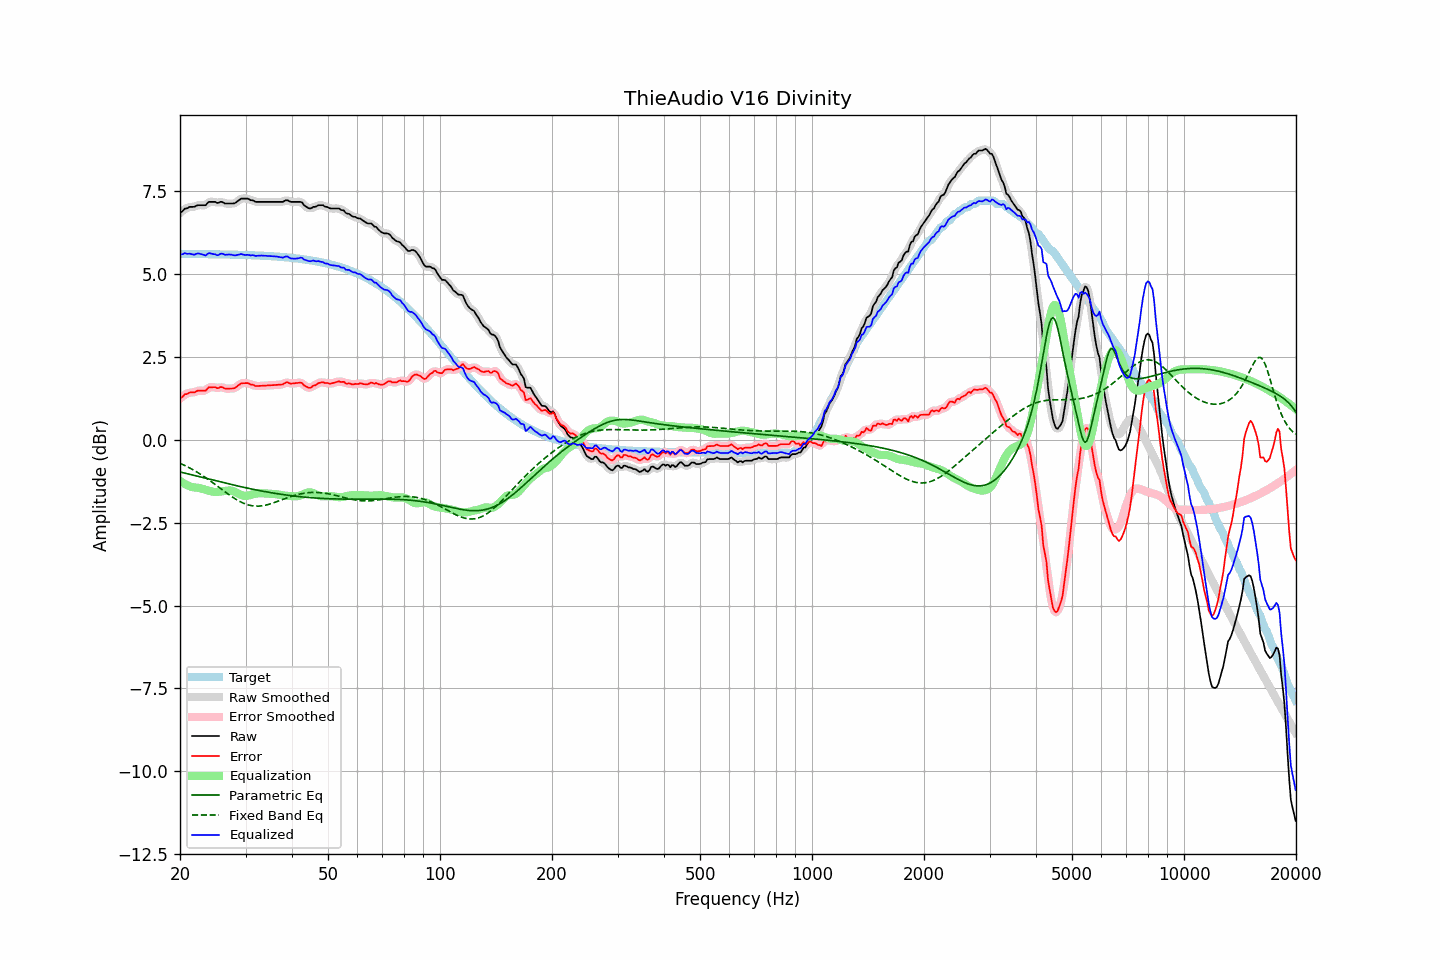 ThieAudio V16 Divinity
Amplitude (dBr)
7.5
5.0
2.5
0.0
−2.5
−5.0
−7.5
−10.0
−12.5
Target
Raw Smoothed
Error Smoothed
Raw
Error
Equalization
Parametric Eq
Fixed Band Eq
Equalized
20 50 100 200 500 1000 2000 5000 10000 20000
Frequency (Hz)